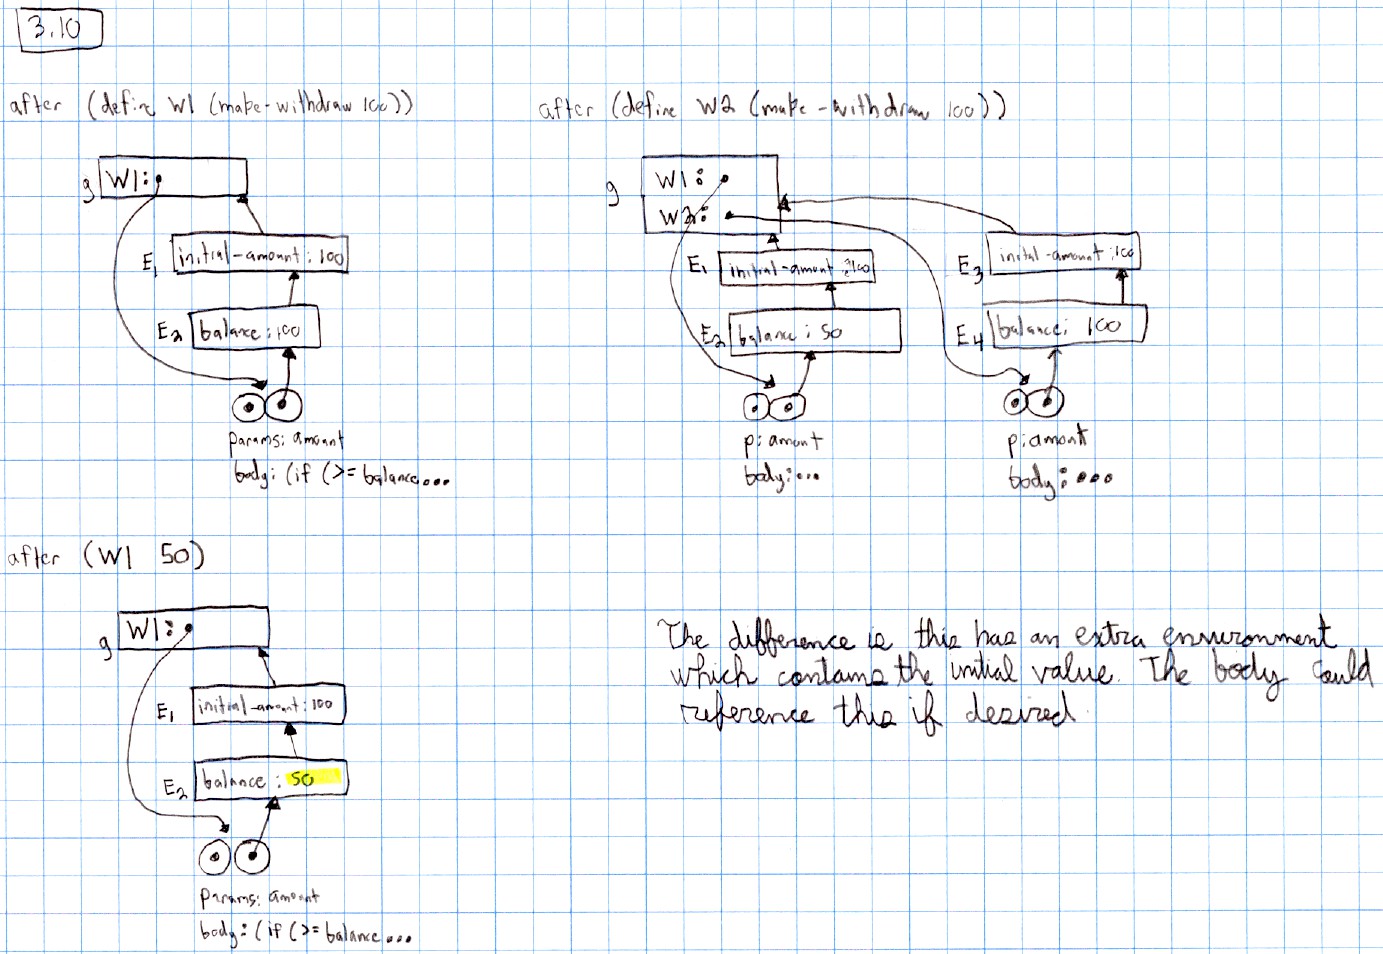 3.10
after (define W1 (make-withdraw 100))
g W1:
E1 initial-amount: 100
E2 balance: 100
params: amount
body: (if (>= balance...
after (define W2 (make-withdraw 100))
g W1:
W2:
E1 initial-amount: 100
E3 inital-amount: 100
E2 balance: 50
E4 balance: 100
p: amont
body:...
p: amont
body:...
after (W1 50)
g W1:
E1 initial-amount: 100
E2 balance: 50
params: amount
body: (if (>= balance...
The difference is this has an extra environment
which contains the initial value. The body could
reference this if desired